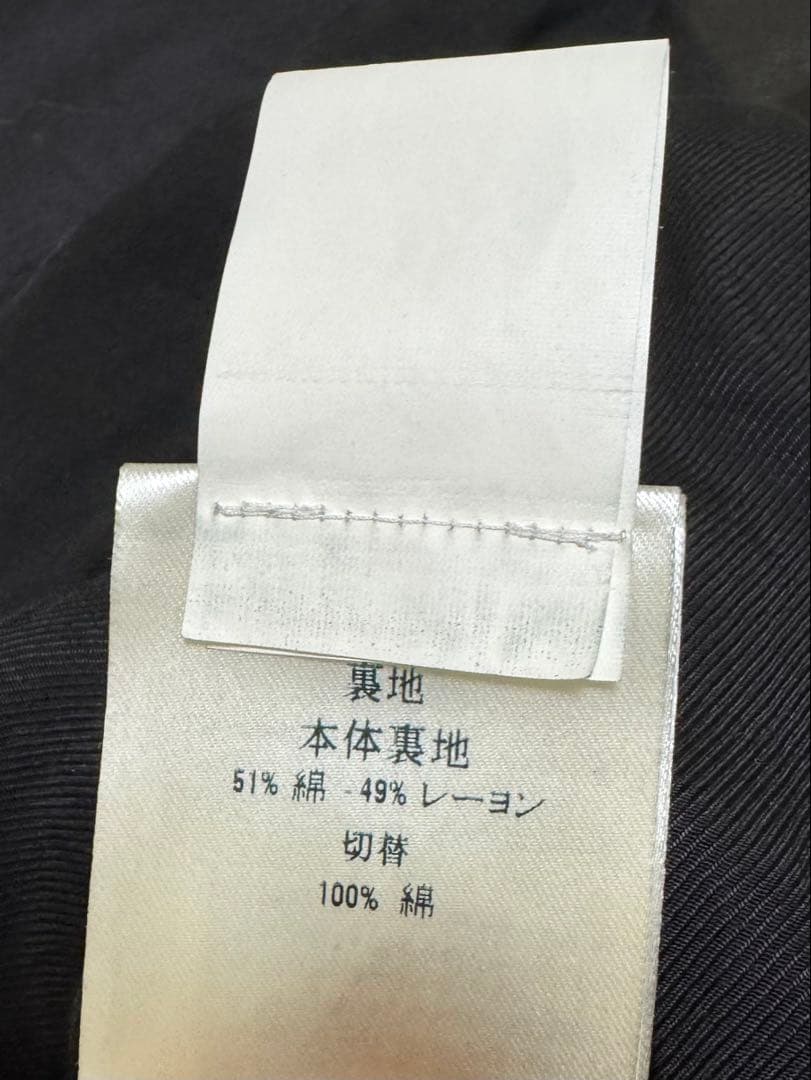 裏地
本体裏地
51% 綿 - 49% レーヨン
切替
100% 綿